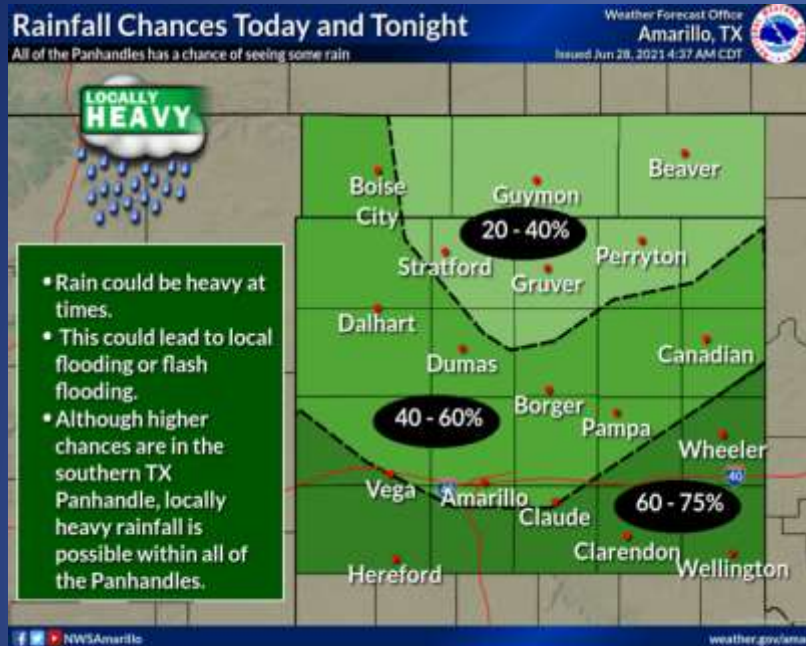 Rainfall Chances Today and Tonight
All of the Panhandles has a chance of seeing some rain
Weather Forecast Office
Amarillo, TX
Issued Jun 28, 2021 4:37 AM CDT
LOCALLY
HEAVY
Boise
City
Guymon
Beaver
20 - 40%
Stratford
Gruver
Perryton
Dalhart
Dumas
Canadian
Borger
40 - 60%
Pampa
Wheeler
Vega
Amarillo
40
Claude
60 - 75%
Hereford
Clarendon
Wellington
• Rain could be heavy at
times.
• This could lead to local
flooding or flash
flooding.
• Although higher
chances are in the
southern TX
Panhandle, locally
heavy rainfall is
possible within all of
the Panhandles.
NWSAmarillo
weather.gov/ama